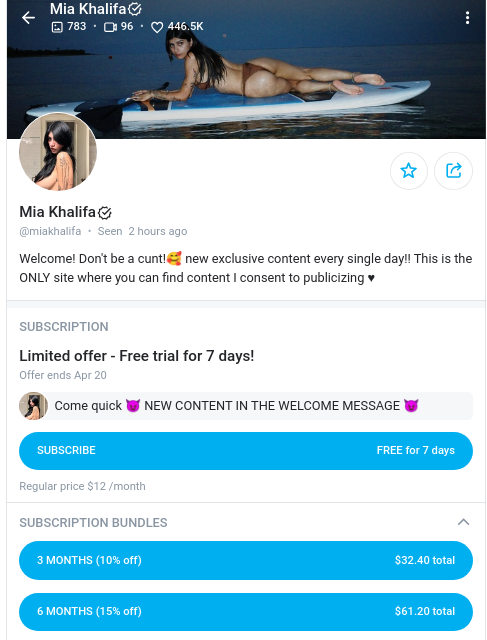 Mia Khalifa
783 · 96 · 446.5K
Mia Khalifa
@miakhalifa · Seen 2 hours ago
Welcome! Don't be a cunt!🥰 new exclusive content every single day!! This is the
ONLY site where you can find content I consent to publicizing ♥
SUBSCRIPTION
Limited offer - Free trial for 7 days!
Offer ends Apr 20
Come quick 😈 NEW CONTENT IN THE WELCOME MESSAGE 😈
SUBSCRIBE FREE for 7 days
Regular price $12 /month
SUBSCRIPTION BUNDLES
3 MONTHS (10% off) $32.40 total
6 MONTHS (15% off) $61.20 total